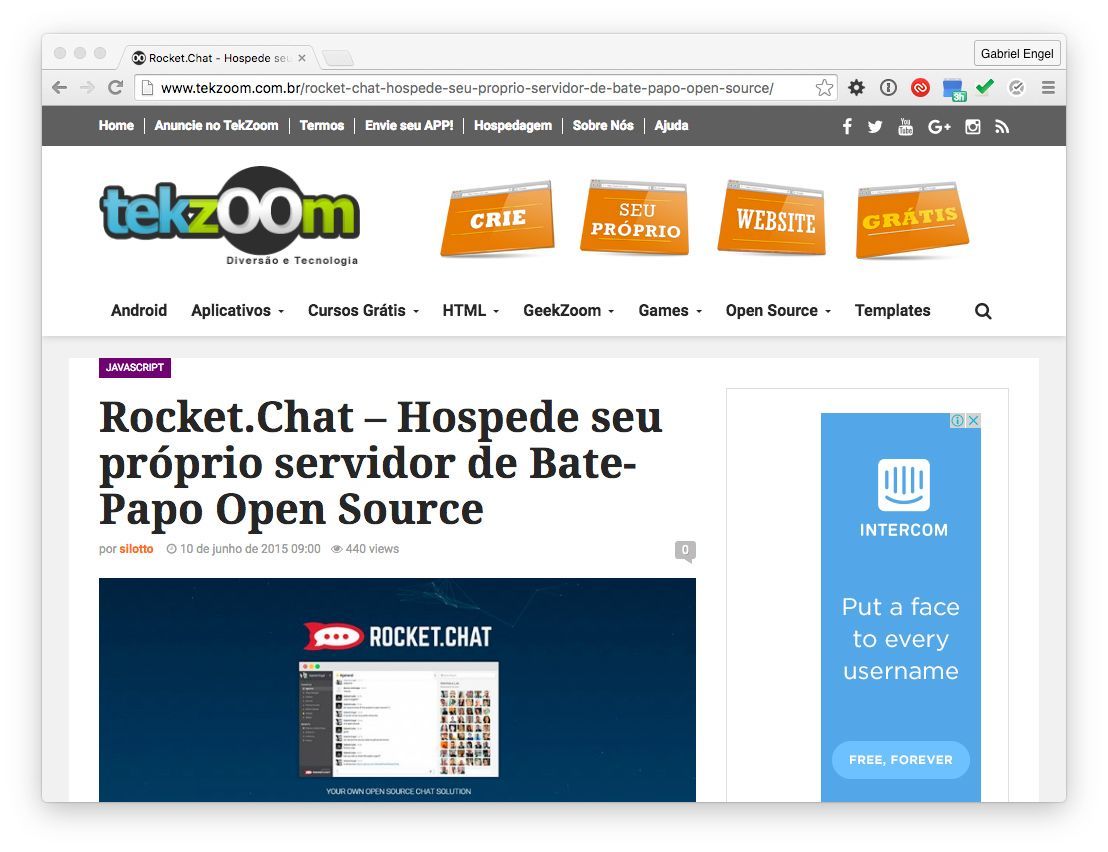 Rocket.Chat - Hospede seu
Gabriel Engel
www.tekzoom.com.br/rocket-chat-hospede-seu-proprio-servidor-de-bate-papo-open-source/
3h
Home Anuncie no TekZoom Termos Envie seu APP! Hospedagem Sobre Nós Ajuda
You Tube G+
tekzoom
Diversão e Tecnologia
CRIE
SEU
PRÓPRIO
WEBSITE
GRÁTIS
Android Aplicativos Cursos Grátis HTML GeekZoom Games Open Source Templates
JAVASCRIPT
Rocket.Chat – Hospede seu
próprio servidor de Bate-
Papo Open Source
por silotto 10 de junho de 2015 09:00 440 views 0
ROCKET.CHAT
YOUR OWN OPEN SOURCE CHAT SOLUTION
INTERCOM
Put a face
to every
username
FREE, FOREVER